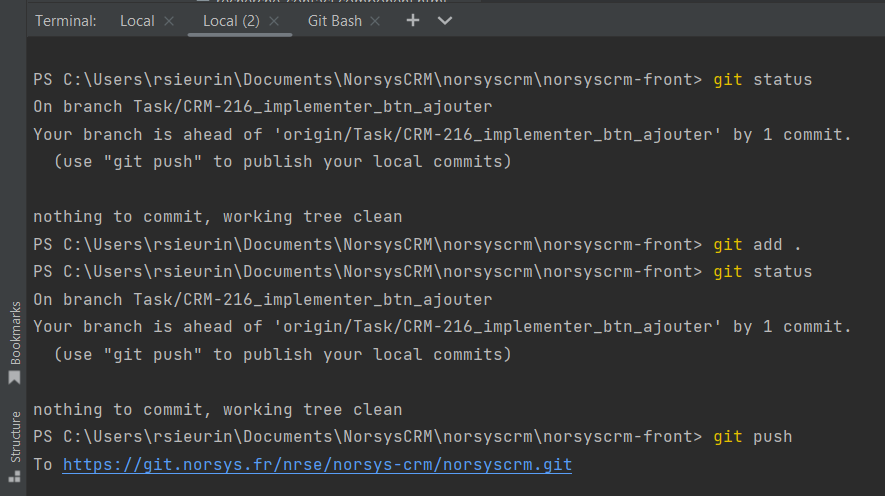 Terminal: Local × Local (2) × Git Bash ×
PS C:\Users\rsieurin\Documents\NorsysCRM\norsyscrm\norsyscrm-front> git status
On branch Task/CRM-216_implementer_btn_ajouter
Your branch is ahead of 'origin/Task/CRM-216_implementer_btn_ajouter' by 1 commit.
(use "git push" to publish your local commits)
nothing to commit, working tree clean
PS C:\Users\rsieurin\Documents\NorsysCRM\norsyscrm\norsyscrm-front> git add .
PS C:\Users\rsieurin\Documents\NorsysCRM\norsyscrm\norsyscrm-front> git status
On branch Task/CRM-216_implementer_btn_ajouter
Your branch is ahead of 'origin/Task/CRM-216_implementer_btn_ajouter' by 1 commit.
(use "git push" to publish your local commits)
nothing to commit, working tree clean
PS C:\Users\rsieurin\Documents\NorsysCRM\norsyscrm\norsyscrm-front> git push
To https://git.norsys.fr/nrse/norsys-crm/norsyscrm.git
Bookmarks
Structure